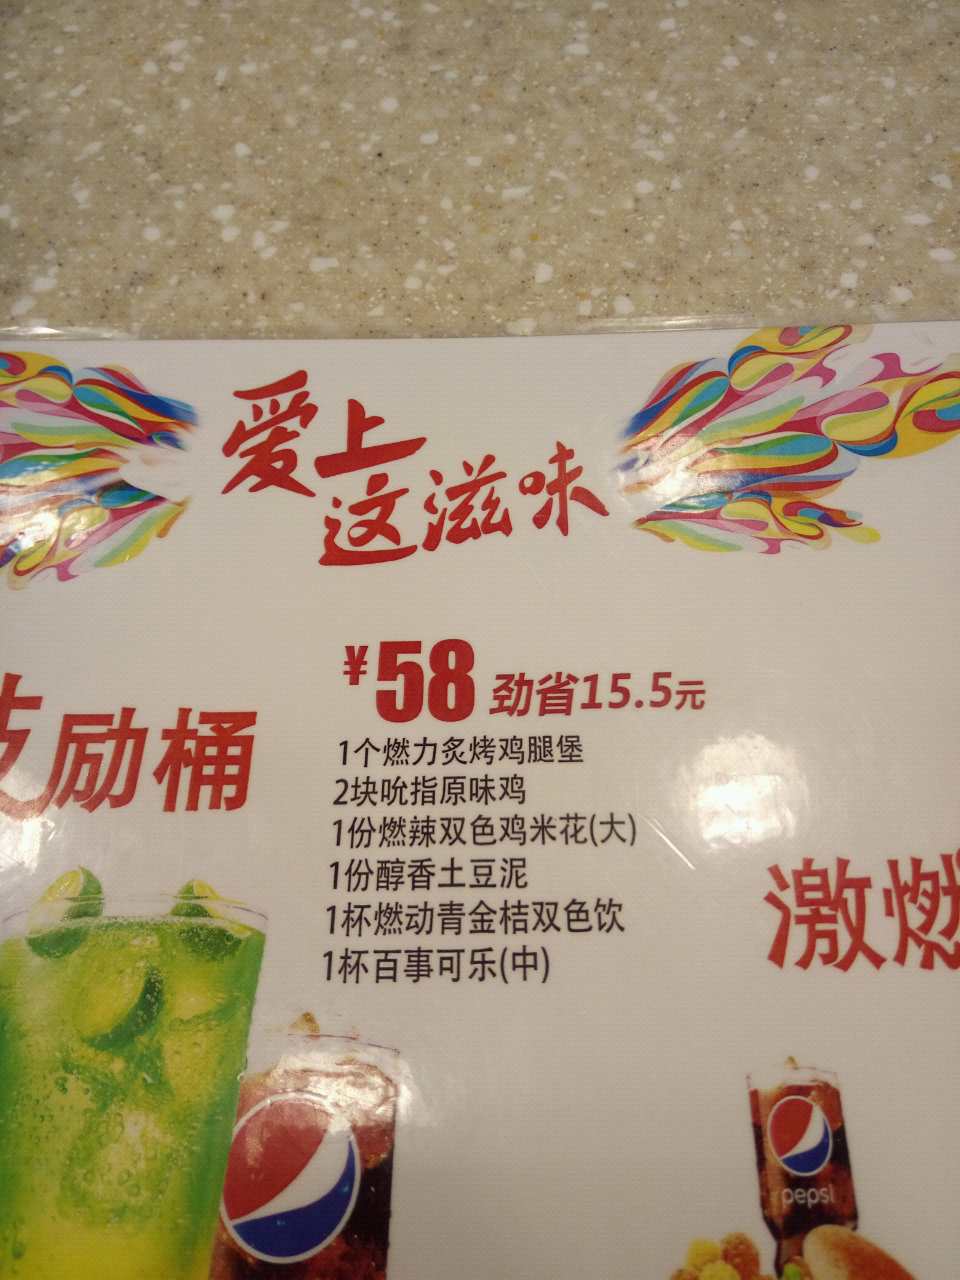 爱上
这滋味
¥58 劲省15.5元
励桶
1个燃力炙烤鸡腿堡
2块吮指原味鸡
1份燃辣双色鸡米花(大)
1份醇香土豆泥
1杯燃动青金桔双色饮
1杯百事可乐(中)
激燃
pepsi